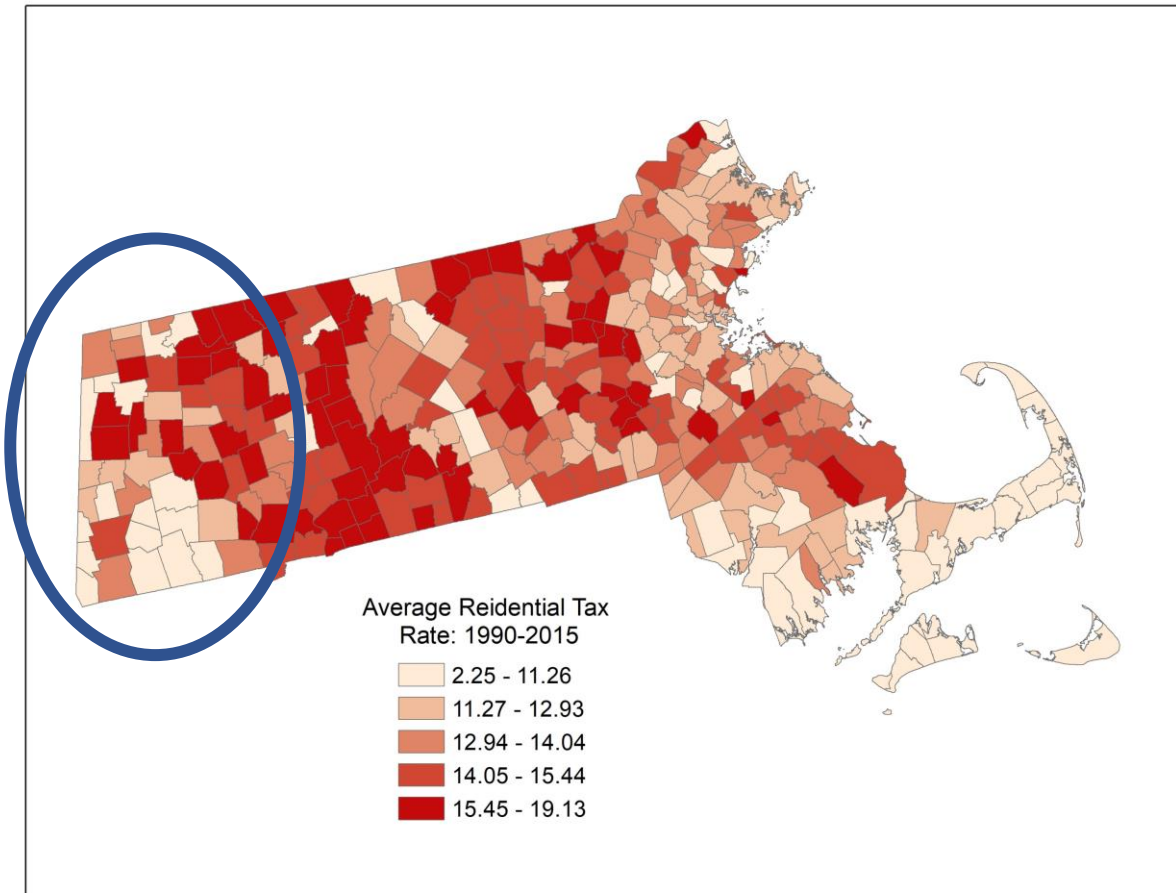 Average Reidential Tax
Rate: 1990-2015
2.25 - 11.26
11.27 - 12.93
12.94 - 14.04
14.05 - 15.44
15.45 - 19.13